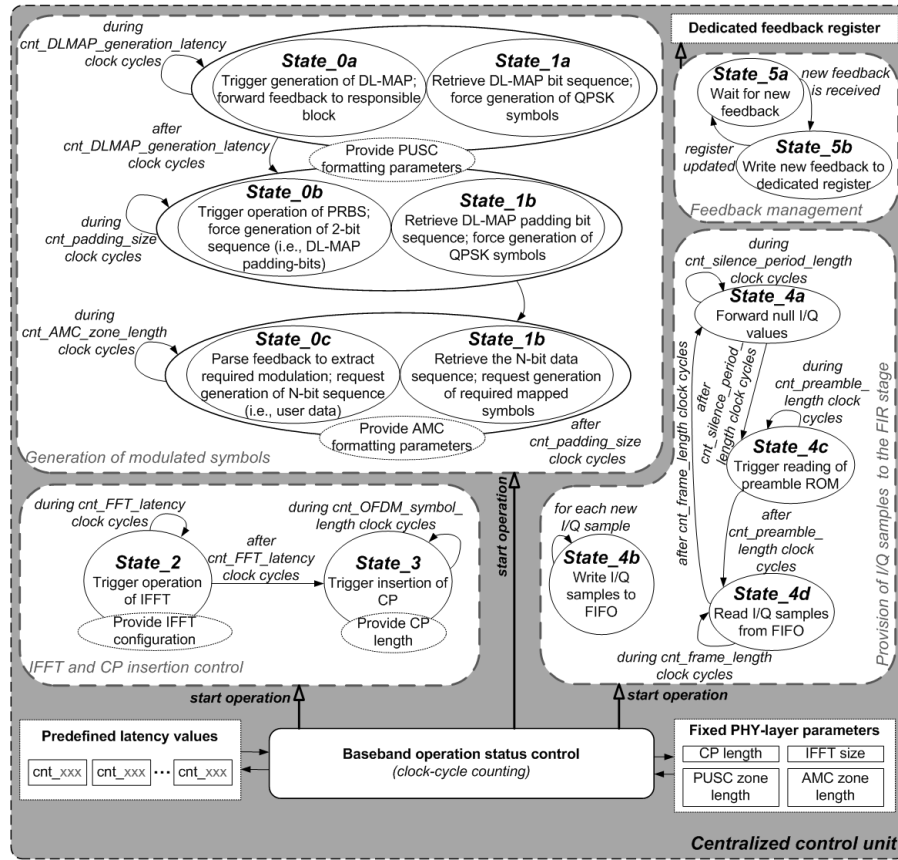 during
cnt_DLMAP_generation_latency
clock cycles
State_0a
Trigger generation of DL-MAP;
forward feedback to responsible
block
State_1a
Retrieve DL-MAP bit sequence;
force generation of QPSK
symbols
after
cnt_DLMAP_generation_latency
clock cycles
Provide PUSC
formatting parameters
during
cnt_padding_size
clock cycles
State_0b
Trigger operation of PRBS;
force generation of 2-bit
sequence (i.e., DL-MAP
padding-bits)
State_1b
Retrieve DL-MAP padding bit
sequence; force generation of
QPSK symbols
during
cnt_AMC_zone_length
clock cycles
State_0c
Parse feedback to extract
required modulation; request
generation of N-bit sequence
(i.e., user data)
State_1b
Retrieve the N-bit data
sequence; request generation
of required mapped
symbols
Provide AMC
formatting parameters
after
cnt_padding_size
clock cycles
Generation of modulated symbols
Dedicated feedback register
State_5a
Wait for new
feedback
new feedback
is received
register
updated
State_5b
Write new feedback to
dedicated register
Feedback management
during
cnt_silence_period_length
clock cycles
State_4a
Forward null I/Q
values
after cnt_frame_length clock cycles
after
cnt_silence_period_
length clock cycles
during
cnt_preamble_
length clock
cycles
State_4c
Trigger reading of
preamble ROM
after
cnt_preamble_
length clock
cycles
for each new
I/Q sample
State_4b
Write I/Q
samples to
FIFO
State_4d
Read I/Q samples
from FIFO
during cnt_frame_length
clock cycles
Provision of I/Q samples to the FIR stage
during cnt_FFT_latency
clock cycles
State_2
Trigger operation
of IFFT
Provide IFFT
configuration
after
cnt_FFT_latency
clock cycles
during cnt_OFDM_symbol_
length clock cycles
State_3
Trigger insertion of
CP
Provide CP
length
IFFT and CP insertion control
start operation
start operation
start operation
Predefined latency values
cnt_xxx cnt_xxx ··· cnt_xxx
Baseband operation status control
(clock-cycle counting)
Fixed PHY-layer parameters
CP length IFFT size
PUSC zone
length
AMC zone
length
Centralized control unit